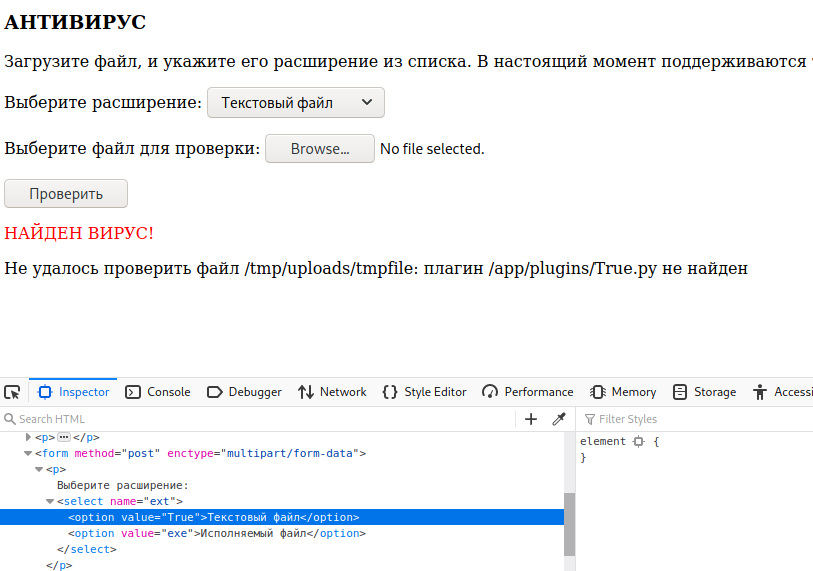 АНТИВИРУС
Загрузите файл, и укажите его расширение из списка. В настоящий момент поддерживаются
Выберите расширение: Текстовый файл
Выберите файл для проверки: Browse... No file selected.
Проверить
НАЙДЕН ВИРУС!
Не удалось проверить файл /tmp/uploads/tmpfile: плагин /app/plugins/True.py не найден
Inspector Console Debugger Network Style Editor Performance Memory Storage Accessi
Search HTML Filter Styles
<p> ... </p>
<form method="post" enctype="multipart/form-data">
<p>
Выберите расширение:
<select name="ext">
<option value="True">Текстовый файл</option>
<option value="exe">Исполняемый файл</option>
</select>
</p>
element {
}